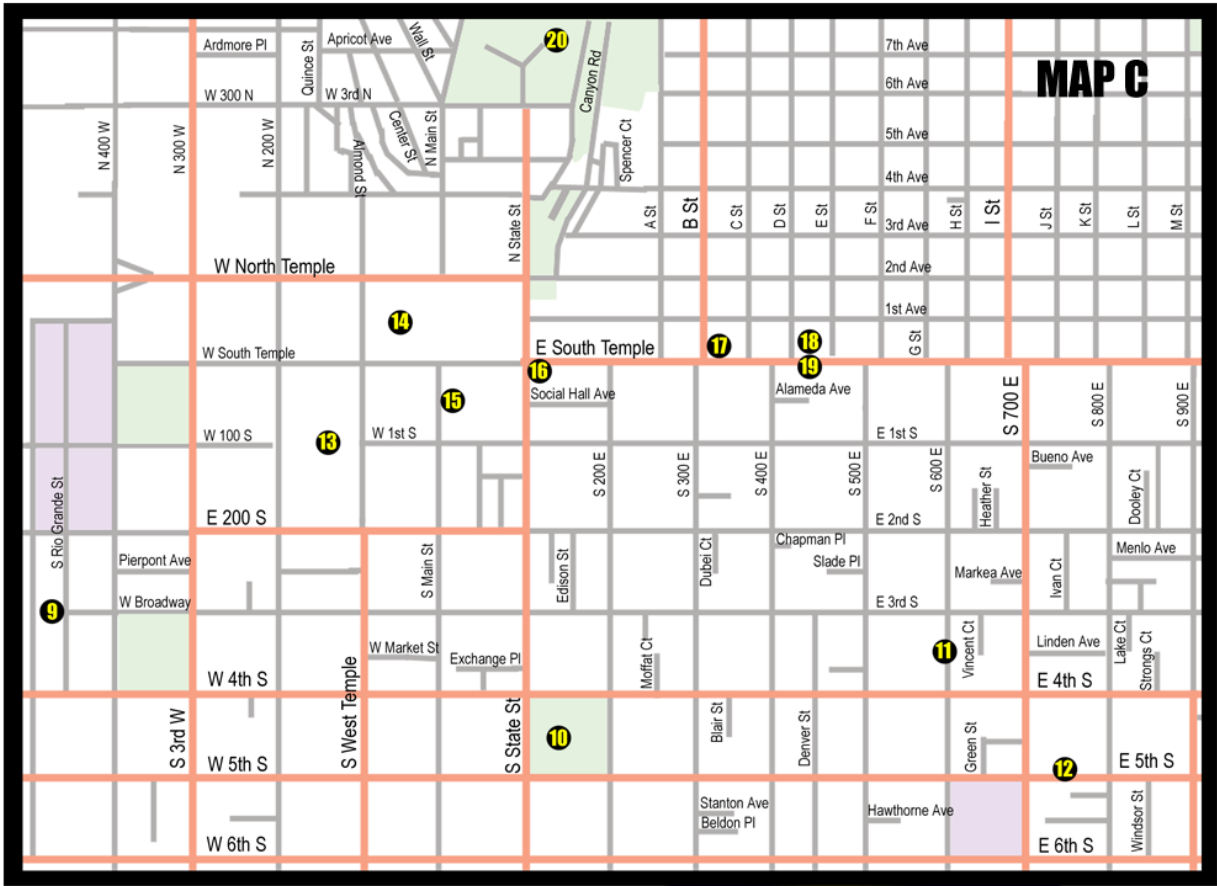 20
Ardmore Pl
Quince St
Apricot Ave
Wall St
Canyon Rd
7th Ave
MAP C
6th Ave
W 300 N
W 3rd N
Center St
N Main St
5th Ave
N 400 W
N 300 W
N 200 W
Almond St
Spencer Ct
4th Ave
N State St
A St
B St
C St
D St
E St
F St
3rd Ave
H St
I St
J St
K St
L St
M St
W North Temple
2nd Ave
1st Ave
14
W South Temple
E South Temple
17
18
G St
16
19
Social Hall Ave
Alameda Ave
15
S 700 E
S 800 E
S 900 E
W 100 S
13
W 1st S
E 1st S
S 200 E
S 300 E
S 400 E
S 500 E
S 600 E
Bueno Ave
S Rio Grande St
Heather St
Dooley Ct
E 200 S
E 2nd S
Pierpont Ave
S Main St
Edison St
Dubei Ct
Chapman Pl
Slade Pl
Markea Ave
Ivan Ct
Menlo Ave
9
W Broadway
E 3rd S
W Market St
Exchange Pl
Moffat Ct
11
Vincent Ct
Linden Ave
Lake Ct
Strongs Ct
W 4th S
E 4th S
S 3rd W
S West Temple
S State St
10
Blair St
Denver St
Green St
W 5th S
12
E 5th S
Stanton Ave
Beldon Pl
Hawthorne Ave
Windsor St
W 6th S
E 6th S